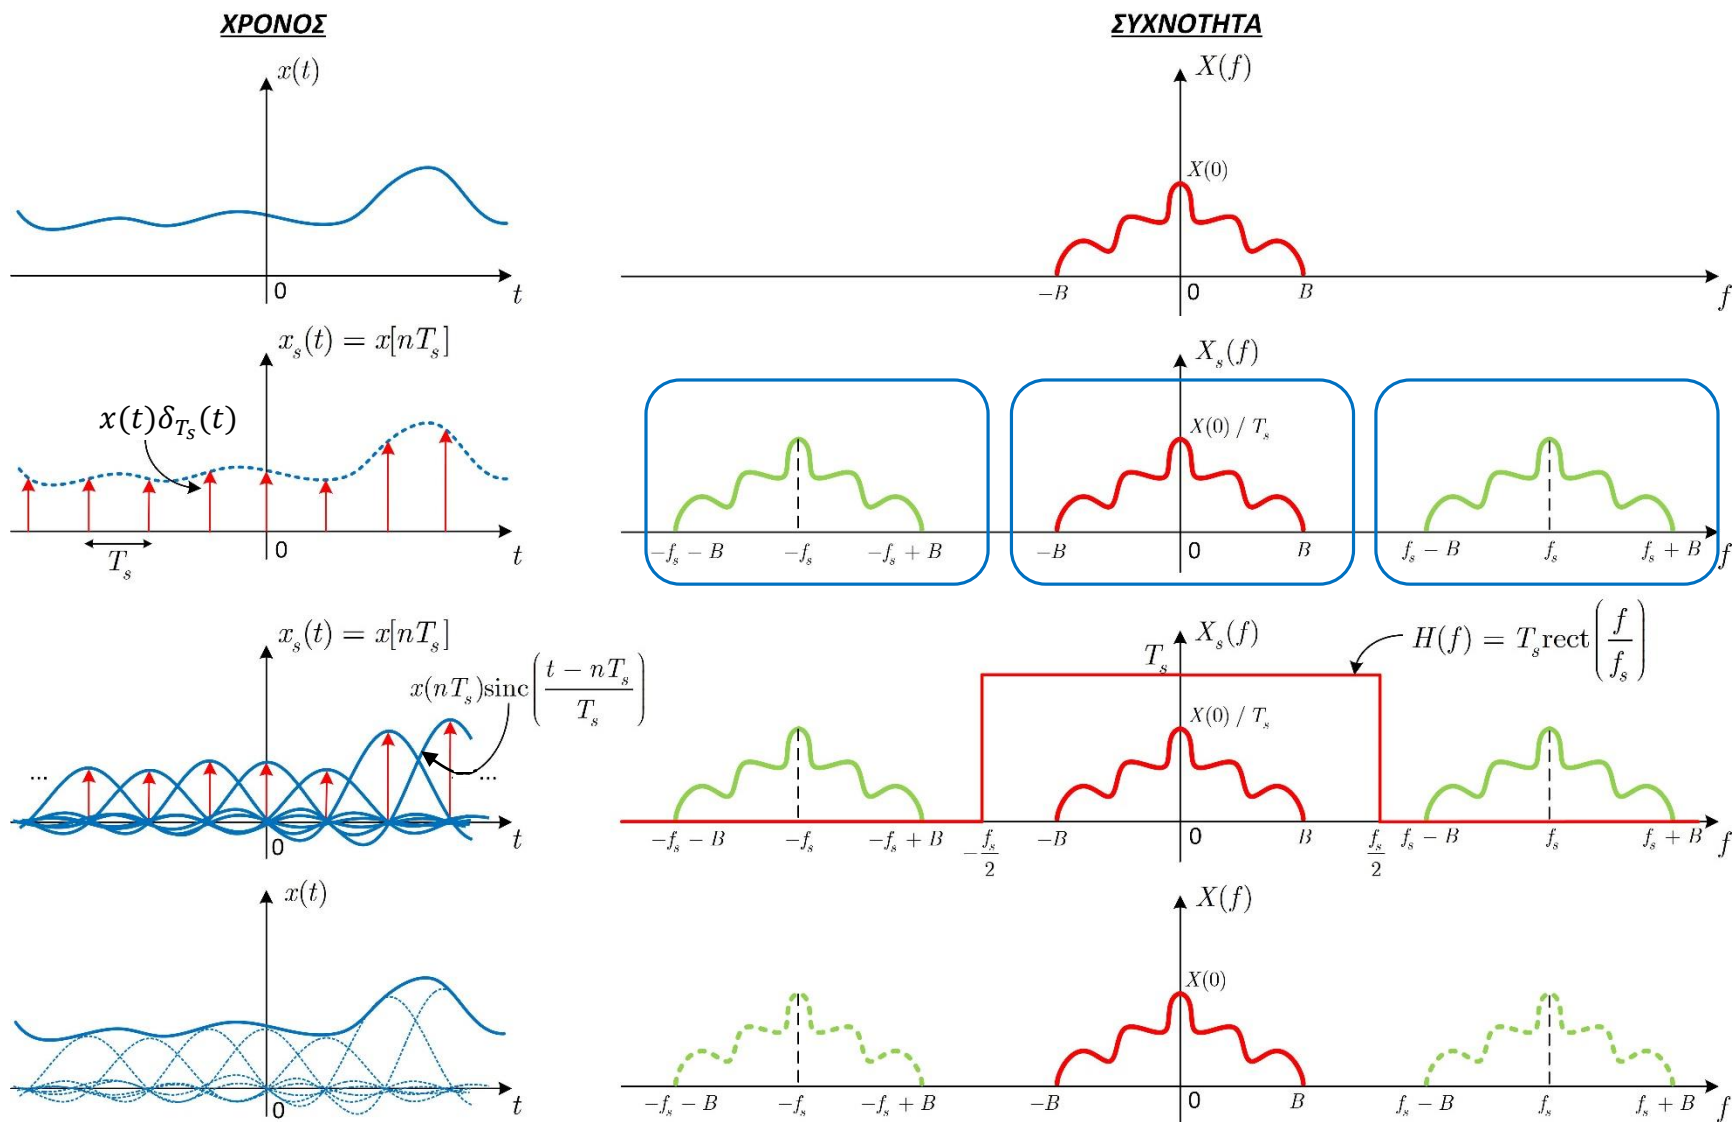 ΧΡΟΝΟΣ
ΣΥΧΝΟΤΗΤΑ
x(t)
0
t
X(f)
X(0)
−B
0
B
f
x_s(t) = x[nT_s]
x(t)δ_{T_s}(t)
T_s
0
t
X_s(f)
X(0) / T_s
−f_s − B
−f_s
−f_s + B
−B
0
B
f_s − B
f_s
f_s + B
f
x_s(t) = x[nT_s]
x(nT_s)sinc((t − nT_s)/T_s)
...
...
0
t
X_s(f)
T_s
H(f) = T_s rect(f/f_s)
X(0) / T_s
−f_s − B
−f_s
−f_s + B
−f_s/2
−B
0
B
f_s/2
f_s − B
f_s
f_s + B
f
x(t)
0
t
X(f)
X(0)
−f_s − B
−f_s
−f_s + B
−B
0
B
f_s − B
f_s
f_s + B
f